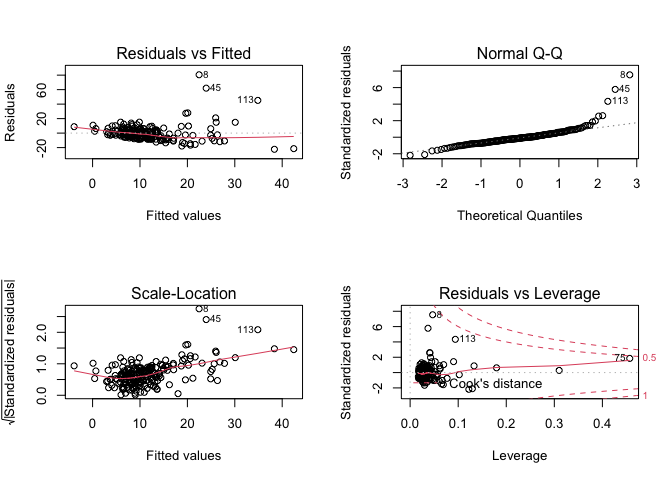 Residuals vs Fitted
Residuals
-20 20 60
8
45
113
0 10 20 30 40
Fitted values
Normal Q-Q
Standardized residuals
-2 2 6
8
45
113
-3 -2 -1 0 1 2 3
Theoretical Quantiles
Scale-Location
√|Standardized residuals|
0.0 1.0 2.0
8
45
113
0 10 20 30 40
Fitted values
Residuals vs Leverage
Standardized residuals
-2 2 6
8
113
75
0.5
1
Cook's distance
0.0 0.1 0.2 0.3 0.4
Leverage